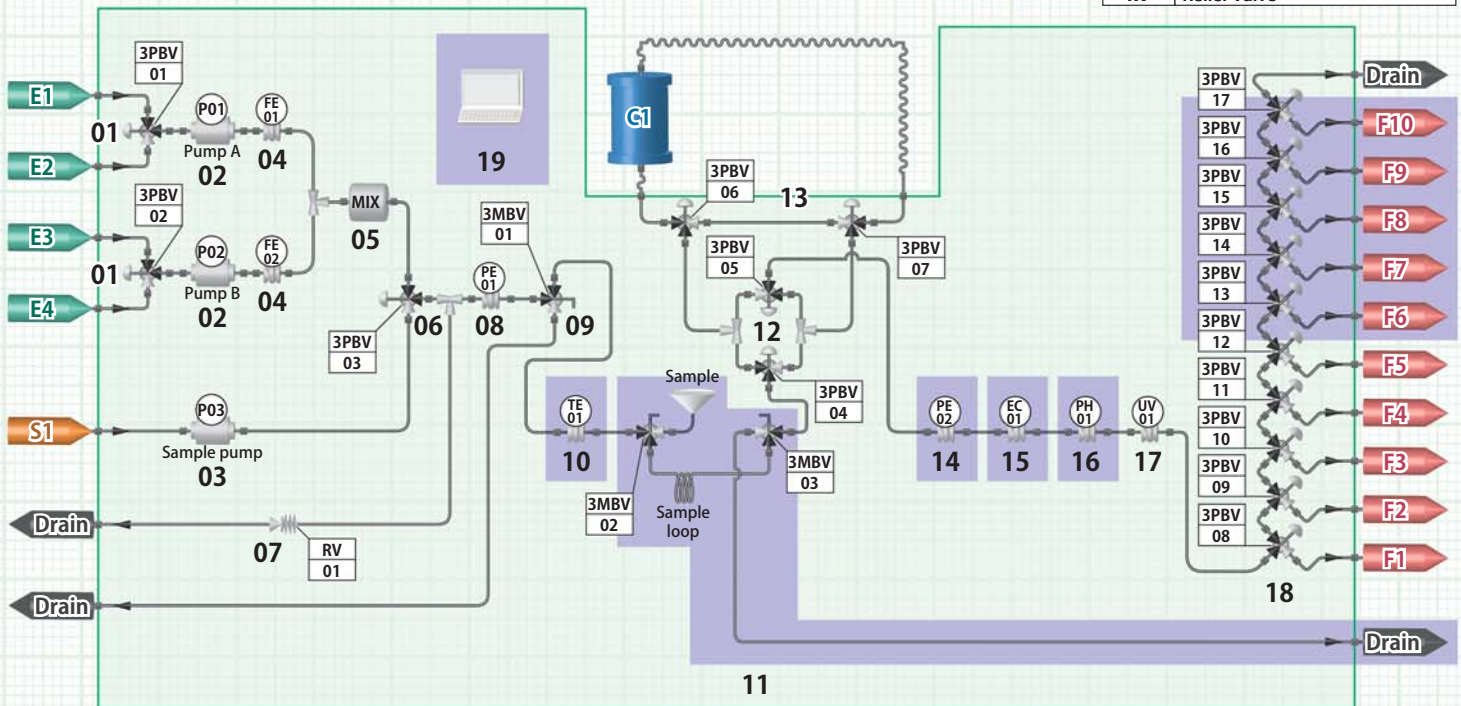 Relief valve
3PBV
01
E1
P01
FE
01
01
Pump A
02
04
E2
3PBV
02
E3
P02
FE
02
01
Pump B
02
04
E4
MIX
05
19
C1
3PBV
06
13
3PBV
07
3MBV
01
3PBV
05
PE
01
06
08
09
3PBV
03
12
3PBV
04
S1
P03
Sample pump
03
Sample
TE
01
10
3MBV
02
Sample
loop
3MBV
03
PE
02
14
EC
01
15
PH
01
16
UV
01
17
Drain
07
RV
01
Drain
11
3PBV
17
Drain
F10
3PBV
16
F9
3PBV
15
F8
3PBV
14
F7
3PBV
13
F6
3PBV
12
F5
3PBV
11
F4
3PBV
10
F3
3PBV
09
F2
3PBV
08
F1
18
Drain